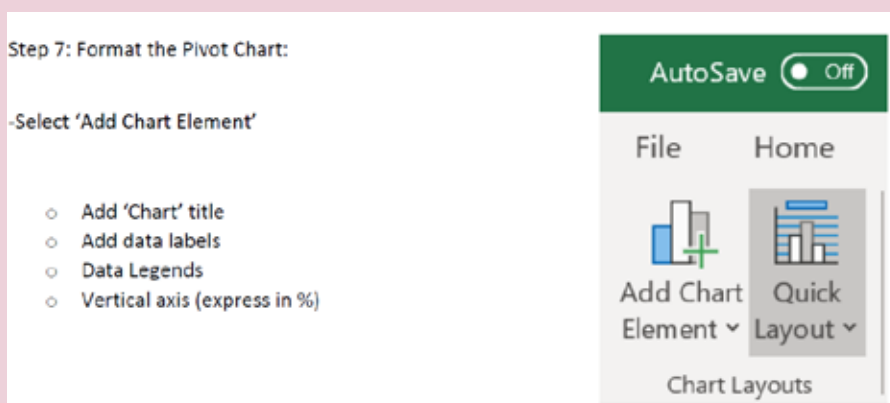 Step 7: Format the Pivot Chart:
-Select ‘Add Chart Element’
○ Add ‘Chart’ title
○ Add data labels
○ Data Legends
○ Vertical axis (express in %)
AutoSave Off
File Home
Add Chart Element
Quick Layout
Chart Layouts